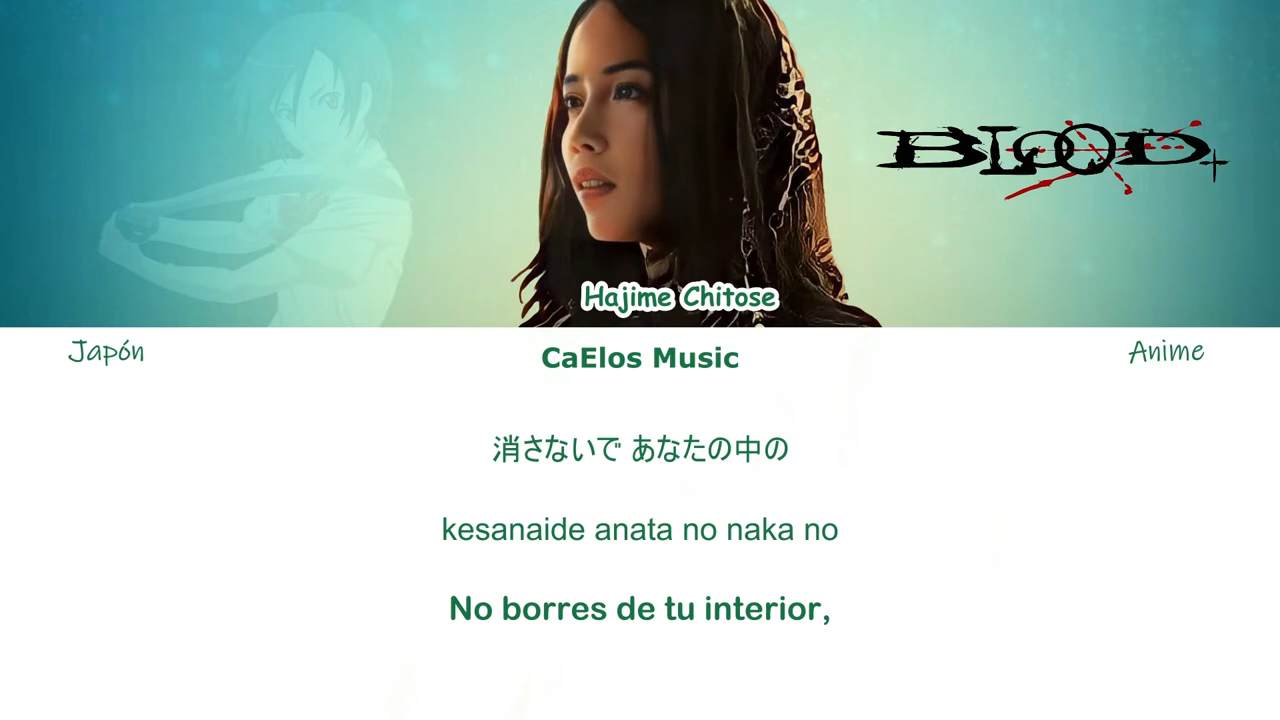 BLOOD+
Hajime Chitose
Japón
CaElos Music
Anime
消さないで あなたの中の
kesanaide anata no naka no
No borres de tu interior,